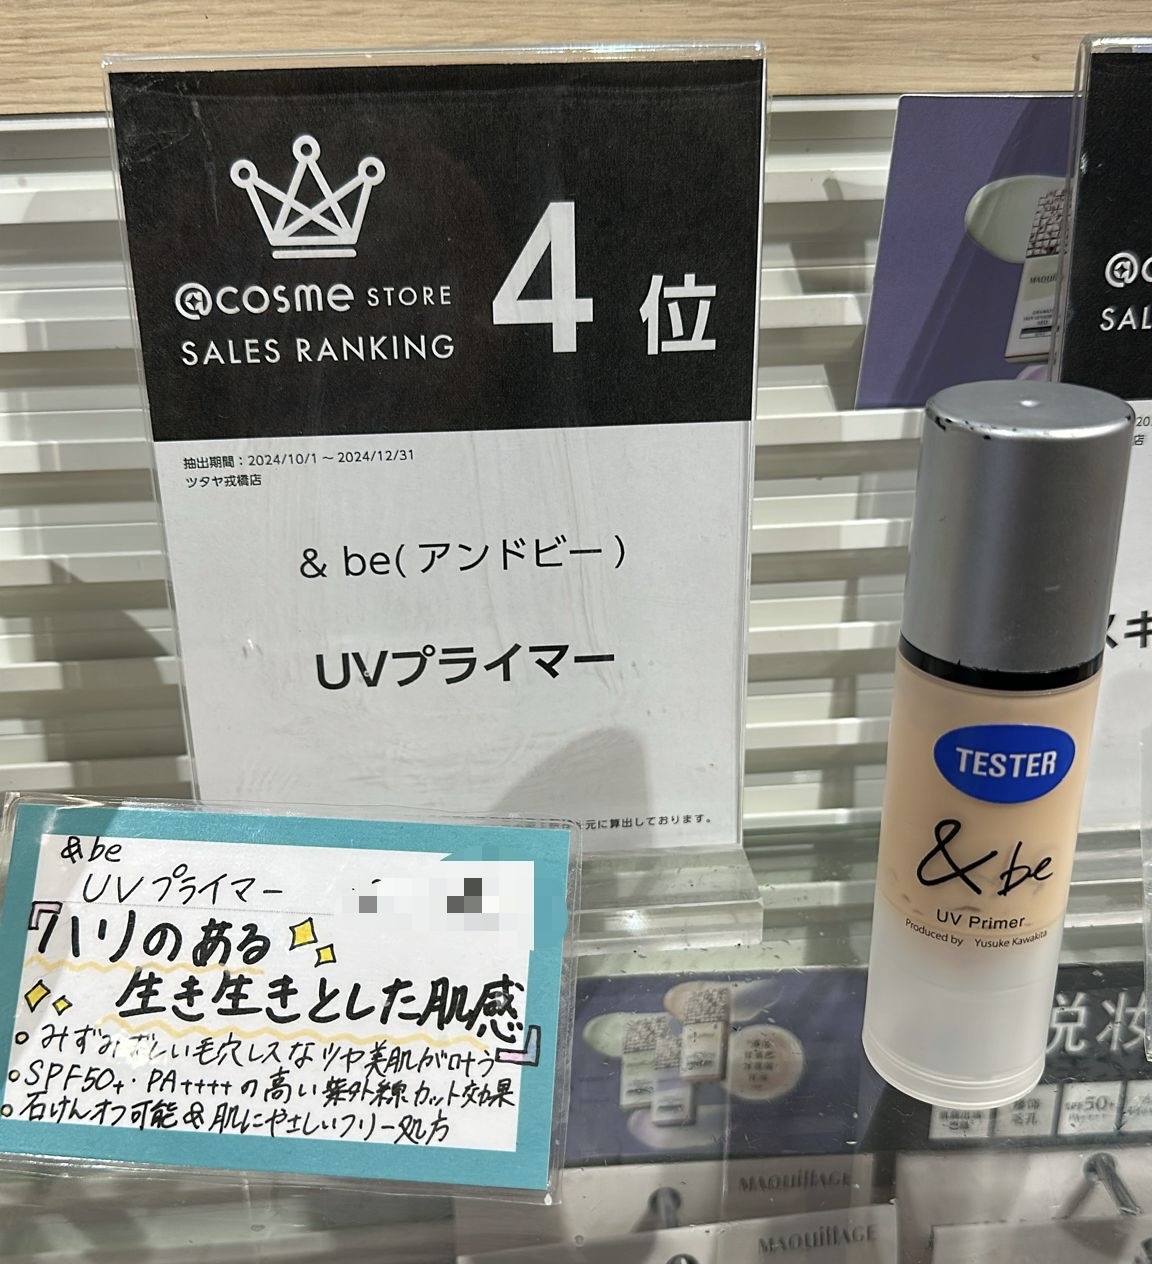 @cosme STORE
SALES RANKING
4位
抽出期間：2024/10/1～2024/12/31
ツタヤ戎橋店
& be(アンドビー)
UVプライマー
元に算出しております。
&be
UVプライマー
『ハリのある
生き生きとした肌感』
みずみずしい毛穴レスなツヤ美肌が叶う
SPF50+・PA++++の高い紫外線カット効果
石けんオフ可能&肌にやさしいフリー処方
TESTER
& be
UV Primer
Produced by Yusuke Kawakita
@c
SAL
スキ
MAQuillAGE
MAQuillAGE